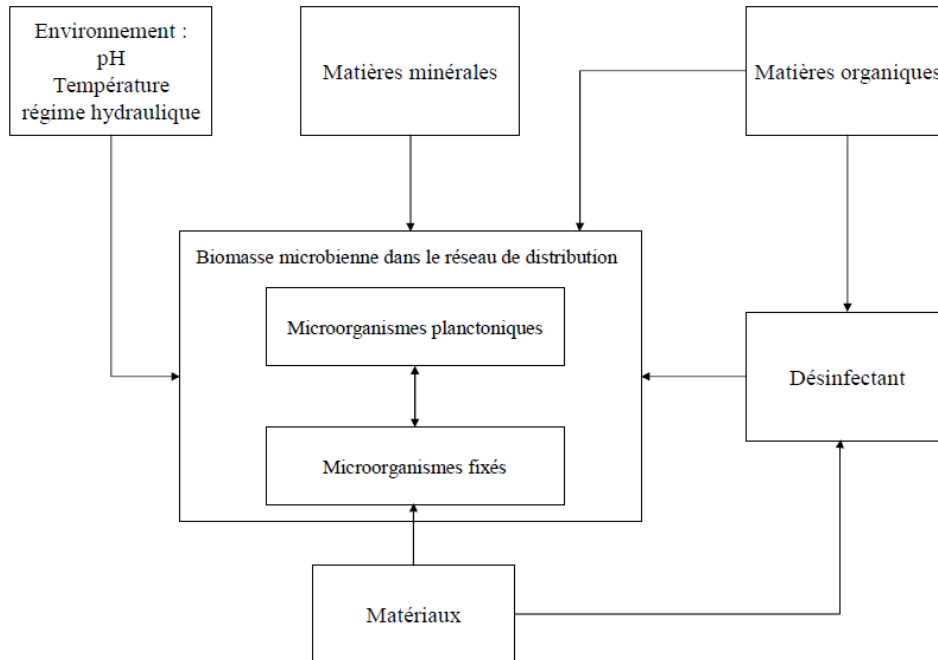 Environnement :
pH
Température
régime hydraulique
Matières minérales
Matières organiques
Biomasse microbienne dans le réseau de distribution
Microorganismes planctoniques
Désinfectant
Microorganismes fixés
Matériaux